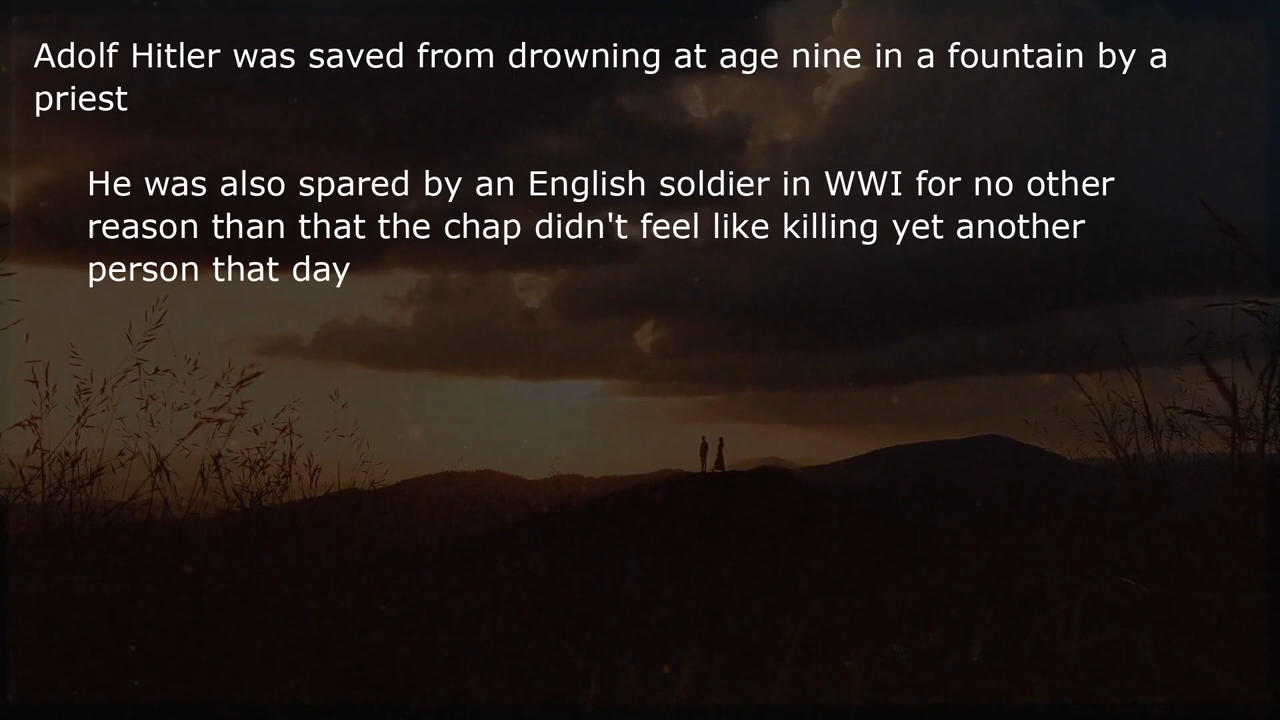 Adolf Hitler was saved from drowning at age nine in a fountain by a
priest
He was also spared by an English soldier in WWI for no other
reason than that the chap didn't feel like killing yet another
person that day